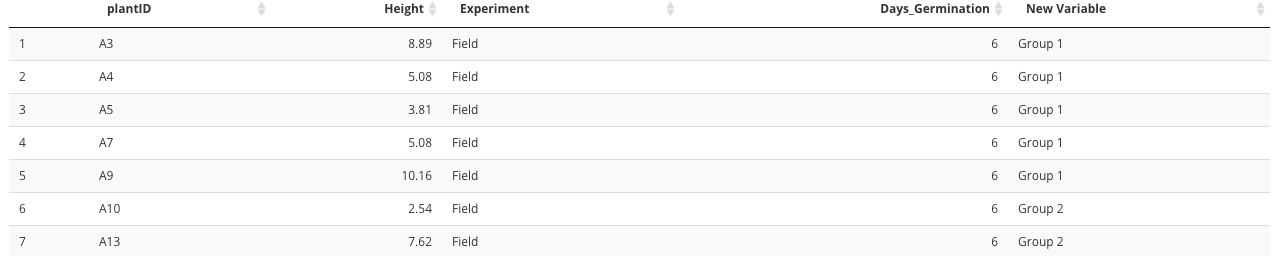 plantID Height Experiment Days_Germination New Variable
1 A3 8.89 Field 6 Group 1
2 A4 5.08 Field 6 Group 1
3 A5 3.81 Field 6 Group 1
4 A7 5.08 Field 6 Group 1
5 A9 10.16 Field 6 Group 1
6 A10 2.54 Field 6 Group 2
7 A13 7.62 Field 6 Group 2